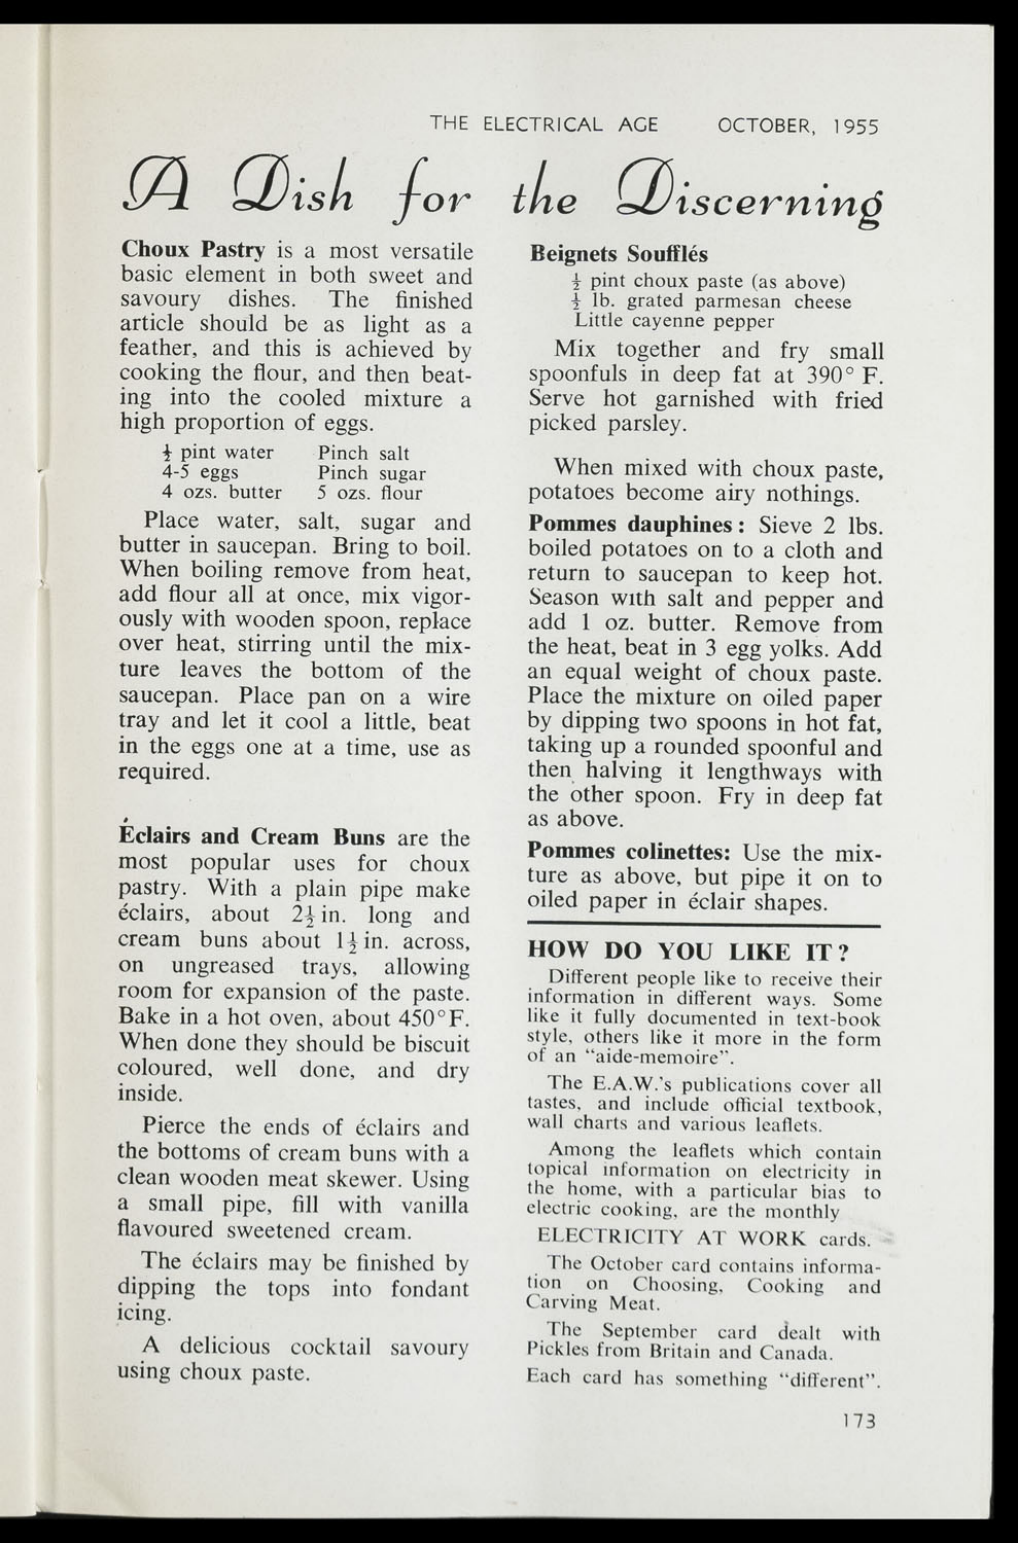 THE ELECTRICAL AGE OCTOBER, 1955
A Dish for the Discerning
Choux Pastry is a most versatile
basic element in both sweet and
savoury dishes. The finished
article should be as light as a
feather, and this is achieved by
cooking the flour, and then beat-
ing into the cooled mixture a
high proportion of eggs.
½ pint water Pinch salt
4-5 eggs Pinch sugar
4 ozs. butter 5 ozs. flour
Place water, salt, sugar and
butter in saucepan. Bring to boil.
When boiling remove from heat,
add flour all at once, mix vigor-
ously with wooden spoon, replace
over heat, stirring until the mix-
ture leaves the bottom of the
saucepan. Place pan on a wire
tray and let it cool a little, beat
in the eggs one at a time, use as
required.
Éclairs and Cream Buns are the
most popular uses for choux
pastry. With a plain pipe make
éclairs, about 2½ in. long and
cream buns about 1½ in. across,
on ungreased trays, allowing
room for expansion of the paste.
Bake in a hot oven, about 450° F.
When done they should be biscuit
coloured, well done, and dry
inside.
Pierce the ends of éclairs and
the bottoms of cream buns with a
clean wooden meat skewer. Using
a small pipe, fill with vanilla
flavoured sweetened cream.
The éclairs may be finished by
dipping the tops into fondant
icing.
A delicious cocktail savoury
using choux paste.
Beignets Soufflés
½ pint choux paste (as above)
½ lb. grated parmesan cheese
Little cayenne pepper
Mix together and fry small
spoonfuls in deep fat at 390° F.
Serve hot garnished with fried
picked parsley.
When mixed with choux paste,
potatoes become airy nothings.
Pommes dauphines: Sieve 2 lbs.
boiled potatoes on to a cloth and
return to saucepan to keep hot.
Season with salt and pepper and
add 1 oz. butter. Remove from
the heat, beat in 3 egg yolks. Add
an equal weight of choux paste.
Place the mixture on oiled paper
by dipping two spoons in hot fat,
taking up a rounded spoonful and
then halving it lengthways with
the other spoon. Fry in deep fat
as above.
Pommes colinettes: Use the mix-
ture as above, but pipe it on to
oiled paper in éclair shapes.
HOW DO YOU LIKE IT?
Different people like to receive their
information in different ways. Some
like it fully documented in text-book
style, others like it more in the form
of an "aide-memoire".
The E.A.W.'s publications cover all
tastes, and include official textbook,
wall charts and various leaflets.
Among the leaflets which contain
topical information on electricity in
the home, with a particular bias to
electric cooking, are the monthly
ELECTRICITY AT WORK cards.
The October card contains informa-
tion on Choosing, Cooking and
Carving Meat.
The September card dealt with
Pickles from Britain and Canada.
Each card has something "different".
173